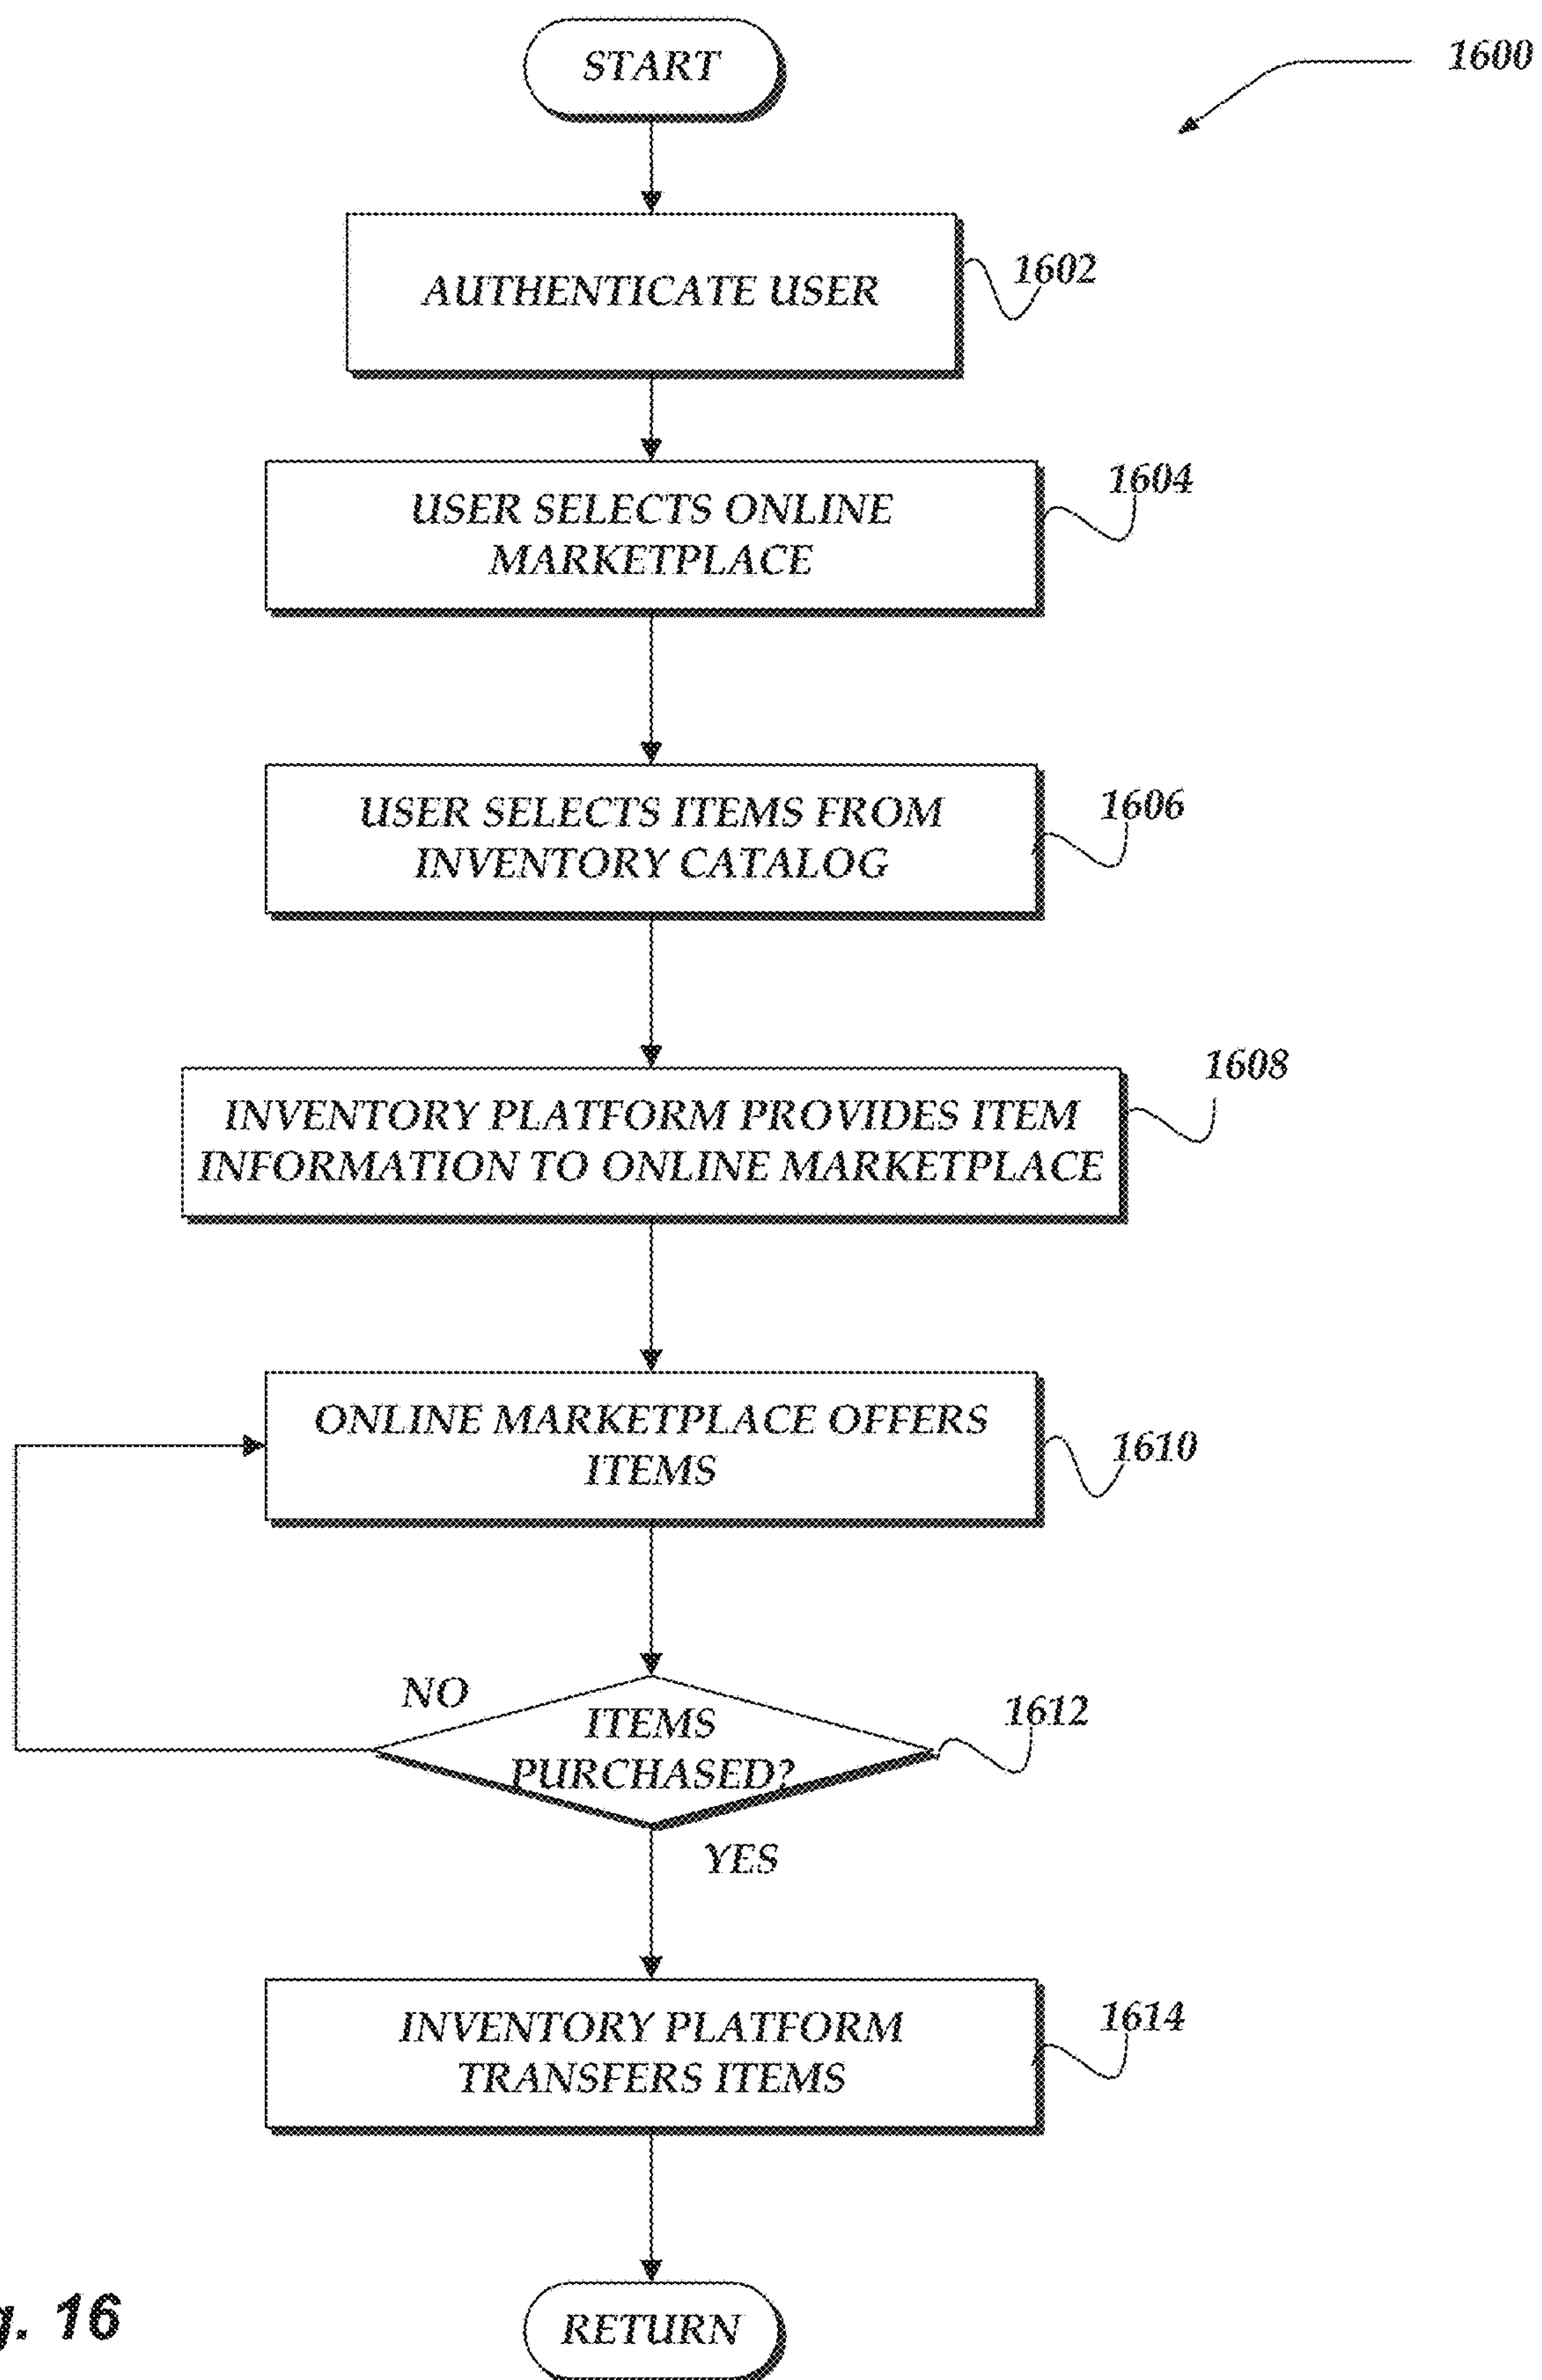 START
1600
AUTHENTICATE USER
1602
USER SELECTS ONLINE
MARKETPLACE
1604
USER SELECTS ITEMS FROM
INVENTORY CATALOG
1606
INVENTORY PLATFORM PROVIDES ITEM
INFORMATION TO ONLINE MARKETPLACE
1608
ONLINE MARKETPLACE OFFERS
ITEMS
1610
NO
ITEMS
PURCHASED?
1612
YES
INVENTORY PLATFORM
TRANSFERS ITEMS
1614
g. 16
RETURN